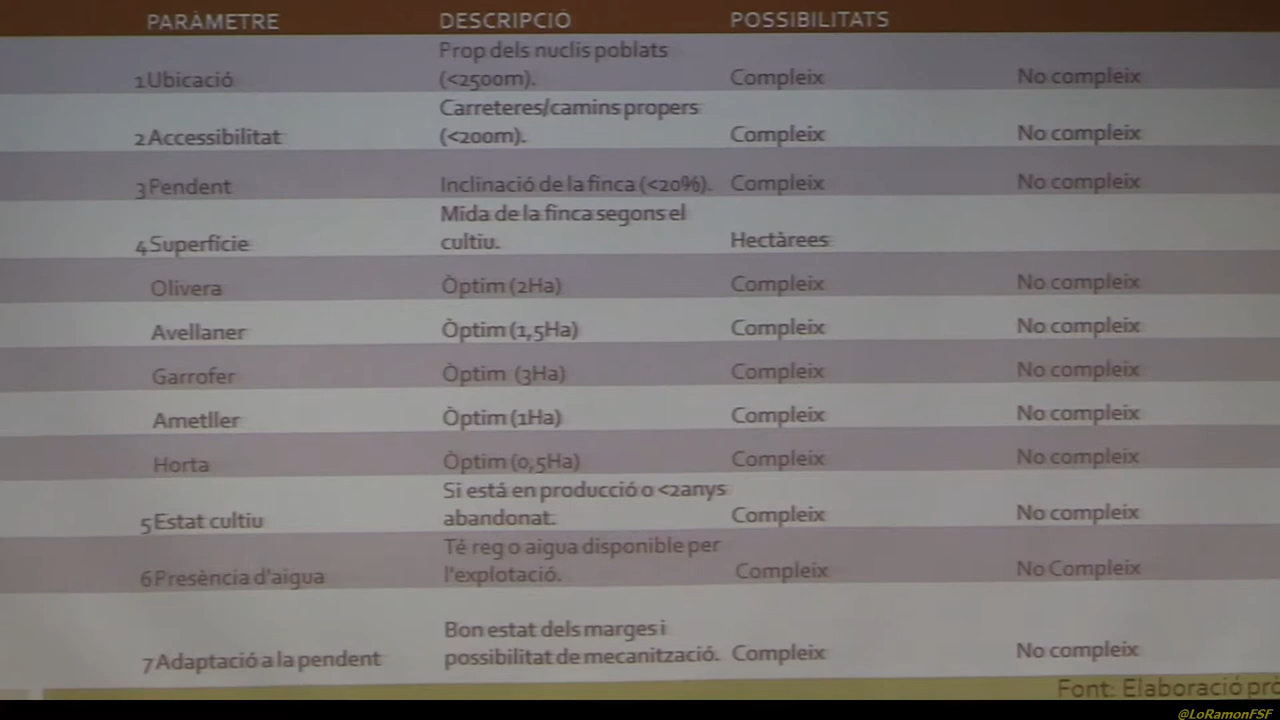 PARÀMETRE DESCRIPCIÓ POSSIBILITATS
Prop dels nuclis poblats
1 Ubicació (<2500m). Compleix No compleix
Carreteres/camins propers
2 Accessibilitat (<200m). Compleix No compleix
3 Pendent Inclinació de la finca (<20%). Compleix No compleix
Mida de la finca segons el
4 Superfície cultiu. Hectàrees
Olivera Òptim (2Ha) Compleix No compleix
Avellaner Òptim (1,5Ha) Compleix No compleix
Garrofer Òptim (3Ha) Compleix No compleix
Ametller Òptim (1Ha) Compleix No compleix
Horta Òptim (0,5Ha) Compleix No compleix
Si está en producció o <2anys
5 Estat cultiu abandonat. Compleix No compleix
Té reg o aigua disponible per
6 Presència d'aigua l'explotació. Compleix No Compleix
Bon estat dels marges i
7 Adaptació a la pendent possibilitat de mecanització. Compleix No compleix
Font: Elaboració prò
@LoRamonFSF